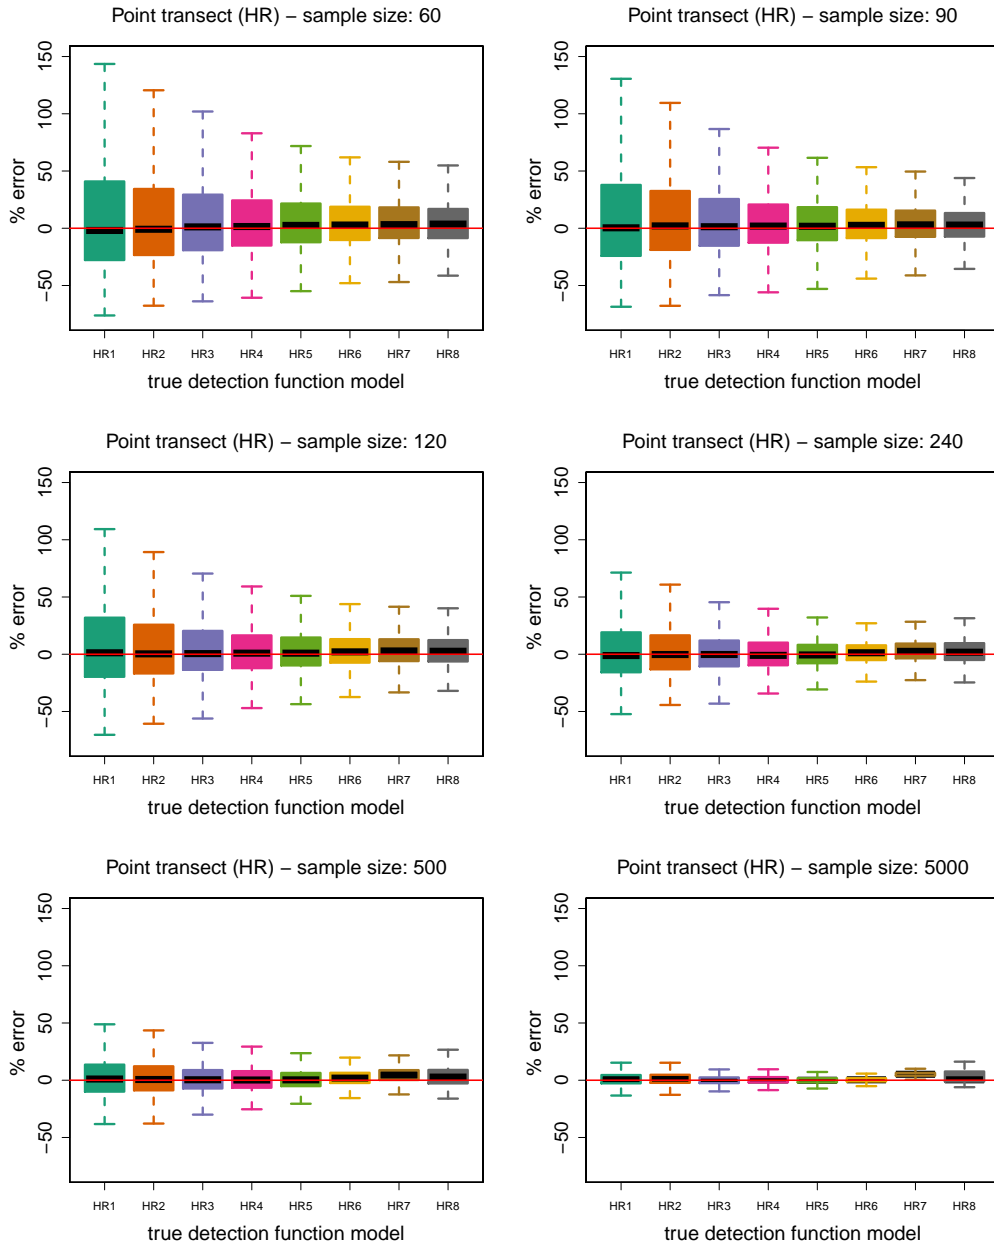 Point transect (HR) – sample size: 60
% error
150
100
50
0
−50
HR1 HR2 HR3 HR4 HR5 HR6 HR7 HR8
true detection function model
Point transect (HR) – sample size: 90
% error
150
100
50
0
−50
HR1 HR2 HR3 HR4 HR5 HR6 HR7 HR8
true detection function model
Point transect (HR) – sample size: 120
% error
150
100
50
0
−50
HR1 HR2 HR3 HR4 HR5 HR6 HR7 HR8
true detection function model
Point transect (HR) – sample size: 240
% error
150
100
50
0
−50
HR1 HR2 HR3 HR4 HR5 HR6 HR7 HR8
true detection function model
Point transect (HR) – sample size: 500
% error
150
100
50
0
−50
HR1 HR2 HR3 HR4 HR5 HR6 HR7 HR8
true detection function model
Point transect (HR) – sample size: 5000
% error
150
100
50
0
−50
HR1 HR2 HR3 HR4 HR5 HR6 HR7 HR8
true detection function model